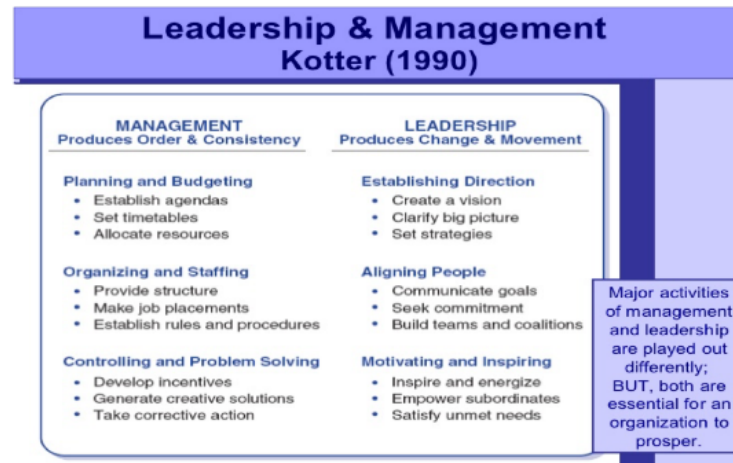 Leadership & Management
Kotter (1990)
MANAGEMENT
Produces Order & Consistency
Planning and Budgeting
• Establish agendas
• Set timetables
• Allocate resources
Organizing and Staffing
• Provide structure
• Make job placements
• Establish rules and procedures
Controlling and Problem Solving
• Develop incentives
• Generate creative solutions
• Take corrective action
LEADERSHIP
Produces Change & Movement
Establishing Direction
• Create a vision
• Clarify big picture
• Set strategies
Aligning People
• Communicate goals
• Seek commitment
• Build teams and coalitions
Motivating and Inspiring
• Inspire and energize
• Empower subordinates
• Satisfy unmet needs
Major activities
of management
and leadership
are played out
differently;
BUT, both are
essential for an
organization to
prosper.